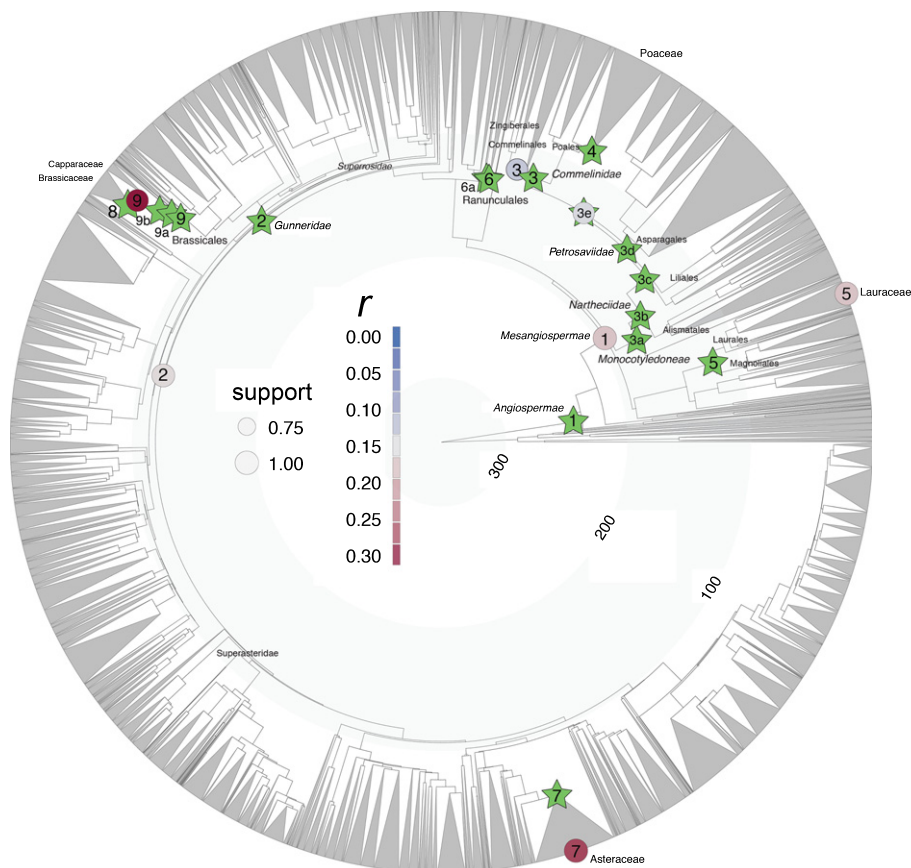 Poaceae
Zingiberales
Commelinales
Poales
4
Capparaceae
Superrosidae
3
3
Commelinidae
Brassicaceae
6
6a
Ranunculales
9
8
9b
9
9a
Brassicales
2
Gunneridae
3e
Asparagales
Petrosaviidae
3d
Liliales
3c
5
Lauraceae
r
Nartheciidae
3b
Alismatales
0.00
Mesangiospermae
1
3a
Laurales
Monocotyledoneae
5
Magnoliales
2
0.05
support
0.10
Angiospermae
1
0.75
0.15
1.00
300
0.20
0.25
200
0.30
100
Superasteridae
7
7
Asteraceae